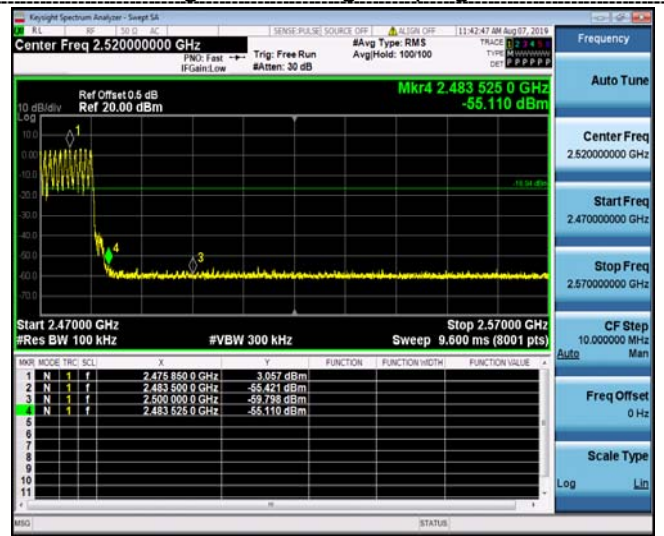 Keysight Spectrum Analyzer - Swept SA
RL RF 50 Ω AC SENSE:PULSE SOURCE OFF ALIGN OFF 11:42:47 AM Aug 07, 2019
Center Freq 2.520000000 GHz #Avg Type: RMS TRACE 1 2 3 4 5 6
PNO: Fast Trig: Free Run Avg|Hold: 100/100 TYPE M
IFGain:Low #Atten: 30 dB DET P P P P P P
Mkr4 2.483 525 0 GHz
-55.110 dBm
Ref Offset 0.5 dB
10 dB/div Ref 20.00 dBm
Log
10.0
0.00
-10.0
-20.0
-30.0
-40.0
-50.0
-60.0
-70.0
1
4
3
Start 2.47000 GHz Stop 2.57000 GHz
#Res BW 100 kHz #VBW 300 kHz Sweep 9.600 ms (8001 pts)
MKR MODE TRC SCL X Y FUNCTION FUNCTION WIDTH FUNCTION VALUE
1 N 1 f 2.475 850 0 GHz 3.057 dBm
2 N 1 f 2.483 500 0 GHz -55.421 dBm
3 N 1 f 2.500 000 0 GHz -59.798 dBm
4 N 1 f 2.483 525 0 GHz -55.110 dBm
5
6
7
8
9
10
11
MSG STATUS
Frequency
Auto Tune
Center Freq
2.520000000 GHz
Start Freq
2.470000000 GHz
Stop Freq
2.570000000 GHz
CF Step
10.000000 MHz
Auto Man
Freq Offset
0 Hz
Scale Type
Log Lin